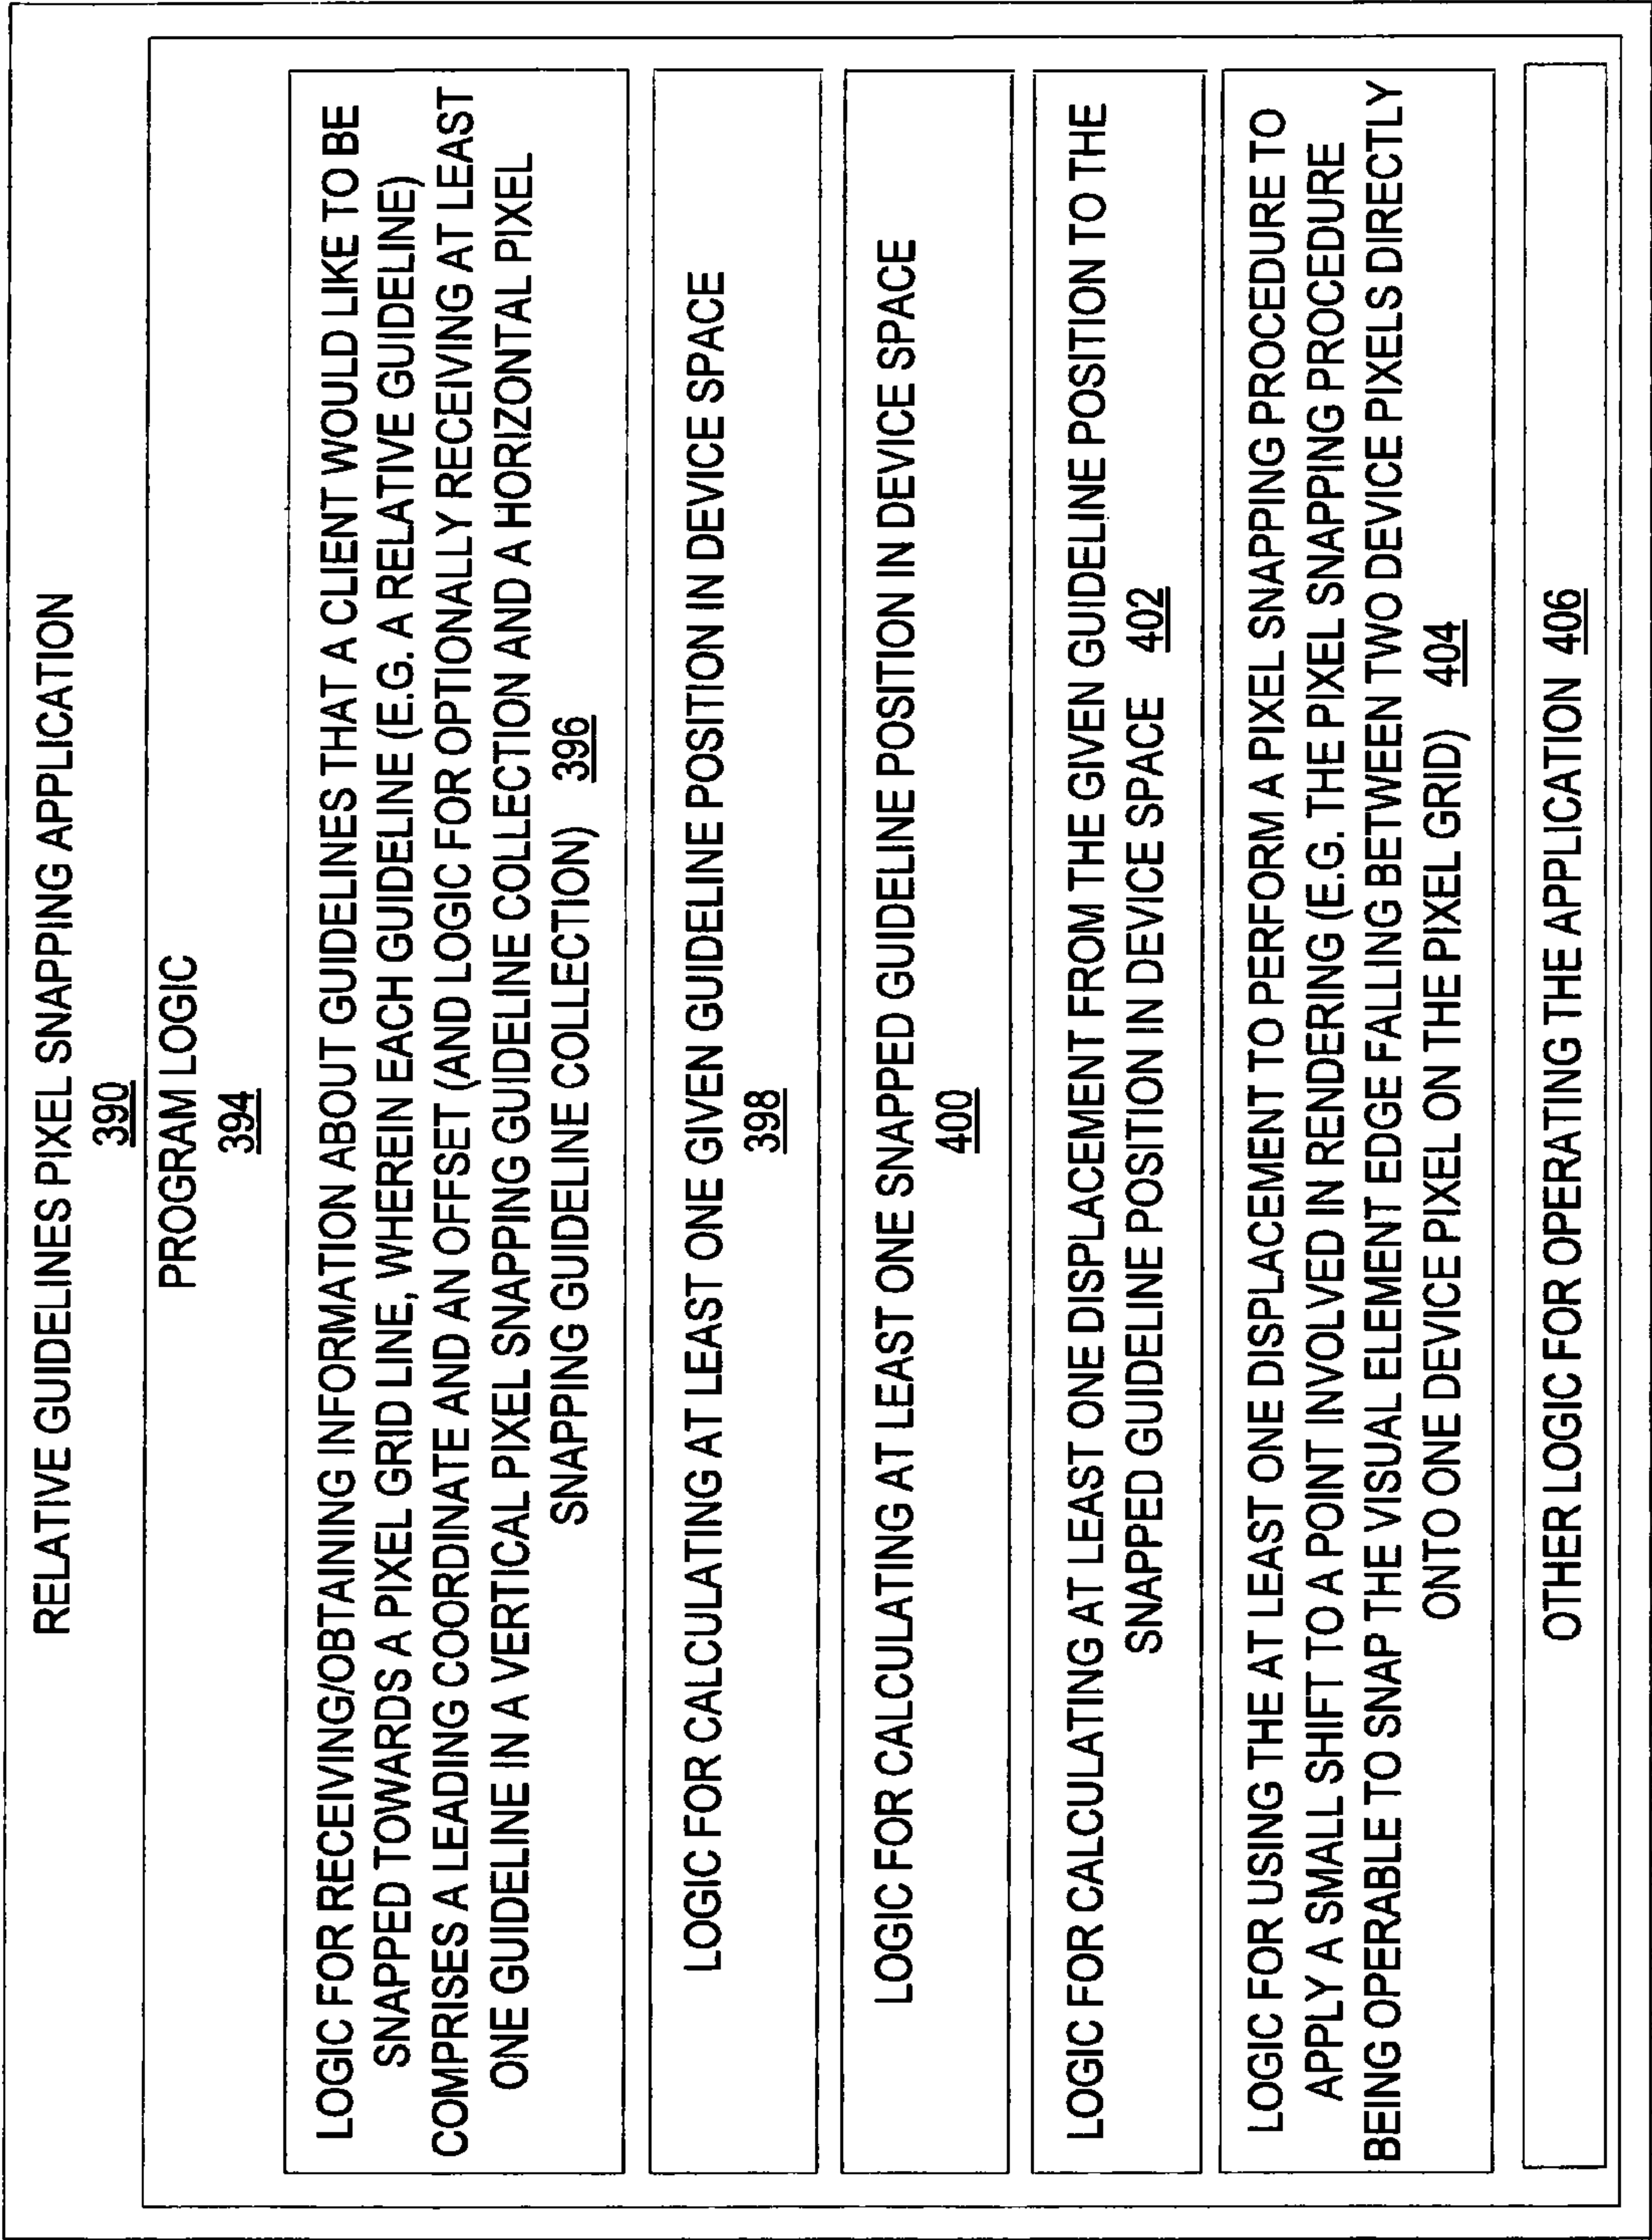 RELATIVE GUIDELINES PIXEL SNAPPING APPLICATION
390
PROGRAM LOGIC
394
LOGIC FOR RECEIVING/OBTAINING INFORMATION ABOUT GUIDELINES THAT A CLIENT WOULD LIKE TO BE
SNAPPED TOWARDS A PIXEL GRID LINE, WHEREIN EACH GUIDELINE (E.G. A RELATIVE GUIDELINE)
COMPRISES A LEADING COORDINATE AND AN OFFSET (AND LOGIC FOR OPTIONALLY RECEIVING AT LEAST
ONE GUIDELINE IN A VERTICAL PIXEL SNAPPING GUIDELINE COLLECTION AND A HORIZONTAL PIXEL
SNAPPING GUIDELINE COLLECTION) 396
LOGIC FOR CALCULATING AT LEAST ONE GIVEN GUIDELINE POSITION IN DEVICE SPACE
398
LOGIC FOR CALCULATING AT LEAST ONE SNAPPED GUIDELINE POSITION IN DEVICE SPACE
400
LOGIC FOR CALCULATING AT LEAST ONE DISPLACEMENT FROM THE GIVEN GUIDELINE POSITION TO THE
SNAPPED GUIDELINE POSITION IN DEVICE SPACE 402
LOGIC FOR USING THE AT LEAST ONE DISPLACEMENT TO PERFORM A PIXEL SNAPPING PROCEDURE TO
APPLY A SMALL SHIFT TO A POINT INVOLVED IN RENDERING (E.G. THE PIXEL SNAPPING PROCEDURE
BEING OPERABLE TO SNAP THE VISUAL ELEMENT EDGE FALLING BETWEEN TWO DEVICE PIXELS DIRECTLY
ONTO ONE DEVICE PIXEL ON THE PIXEL GRID) 404
OTHER LOGIC FOR OPERATING THE APPLICATION 406